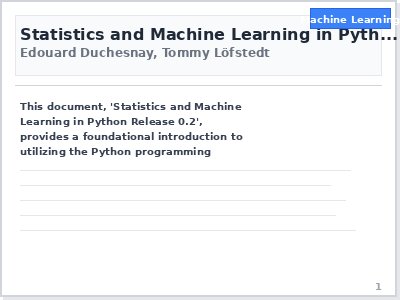 achine Learning
Statistics and Machine Learning in Pyth...
Edouard Duchesnay, Tommy Löfstedt
This document, 'Statistics and Machine
Learning in Python Release 0.2',
provides a foundational introduction to
utilizing the Python programming
1